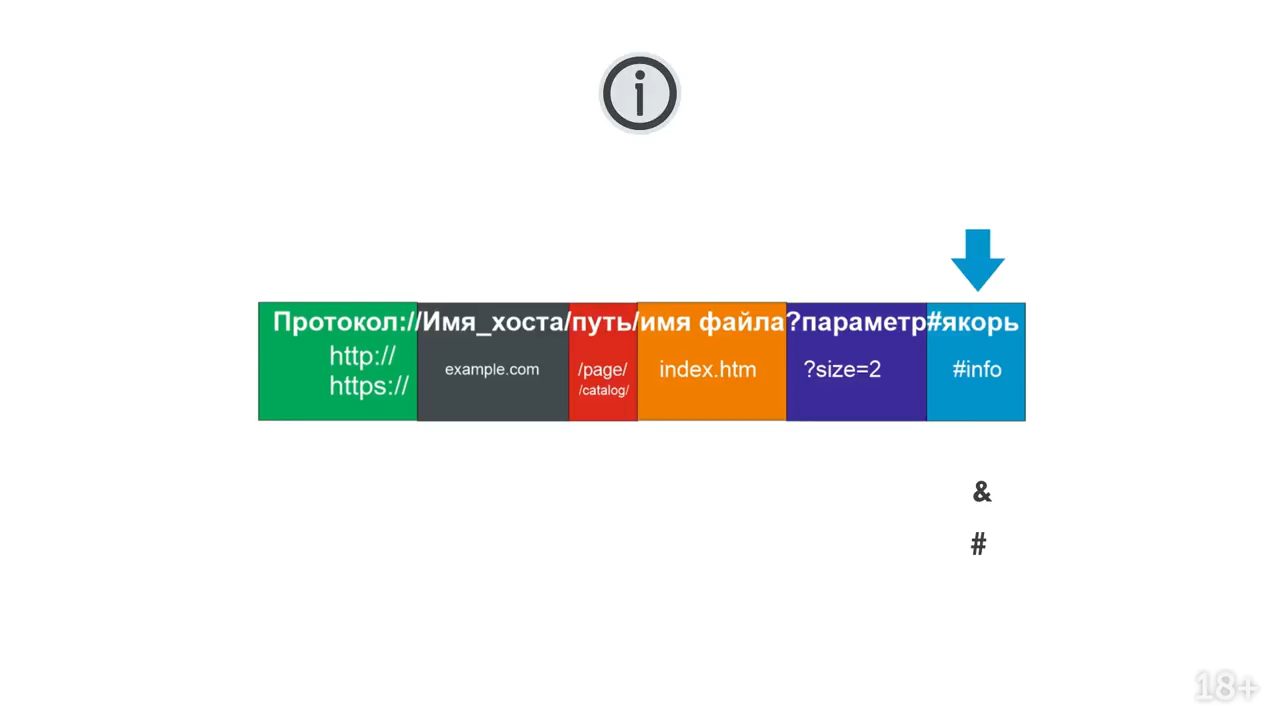 i
Протокол://Имя_хоста/путь/имя файла?параметр#якорь
http://
https://
example.com
/page/
/catalog/
index.htm
?size=2
#info
&
#
18+